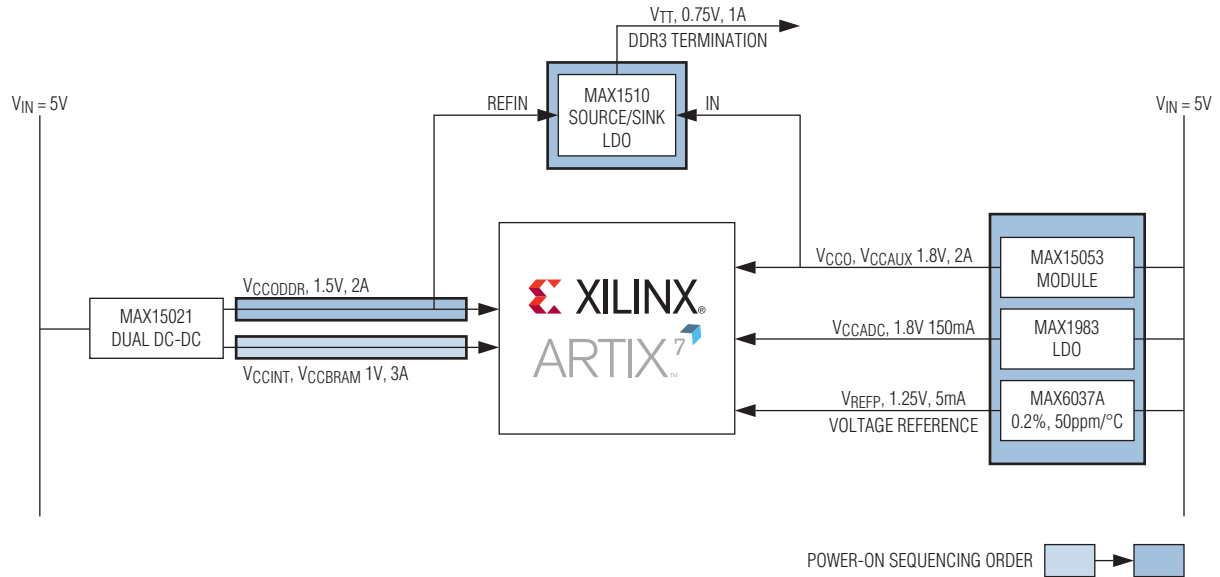 VTT, 0.75V, 1A
DDR3 TERMINATION
VIN = 5V
REFIN
MAX1510
SOURCE/SINK
LDO
IN
VIN = 5V
VCCODDR, 1.5V, 2A
MAX15021
DUAL DC-DC
VCCINT, VCCBRAM 1V, 3A
XILINX®
ARTIX™ 7
VCCO, VCCAUX 1.8V, 2A
MAX15053
MODULE
VCCADC, 1.8V 150mA
MAX1983
LDO
VREFP, 1.25V, 5mA
VOLTAGE REFERENCE
MAX6037A
0.2%, 50ppm/°C
POWER-ON SEQUENCING ORDER